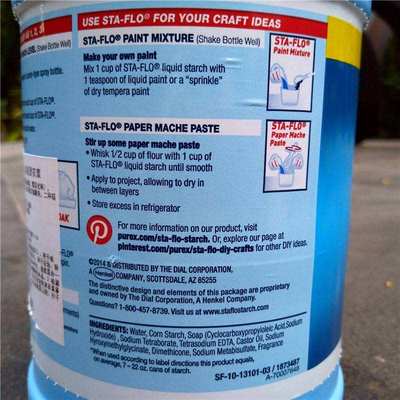 USE STA-FLO® FOR YOUR CRAFT IDEAS
STA-FLO® PAINT MIXTURE (Shake Bottle Well)
Make your own paint
Mix 1 cup of STA-FLO® liquid starch with
1 teaspoon of liquid paint or a "sprinkle"
of dry tempera paint
STA-FLO®
Paint Mixture
STA-FLO® PAPER MACHE PASTE
Stir up some paper mache paste
• Whisk 1/2 cup of flour with 1 cup of
STA-FLO® liquid starch until smooth
• Apply to project, allowing to dry in
between layers
• Store excess in refrigerator
STA-FLO®
Paper Mache
Paste
For more information on our product, visit
purex.com/sta-flo-starch. Or, explore our page at
pinterest.com/purex/sta-flo-diy-crafts for other DIY ideas.
©2014 DISTRIBUTED BY THE DIAL CORPORATION,
A Henkel COMPANY, SCOTTSDALE, AZ 85255
The distinctive design and elements of this package are proprietary
and owned by The Dial Corporation, A Henkel Company.
Questions? 1-800-457-8739. Visit us at www.staflostarch.com
INGREDIENTS: Water, Corn Starch, Soap (Cyclocarboxypropyloleic Acid,Sodium
Hydroxide), Sodium Tetraborate, Tetrasodium EDTA, Castor Oil, Sodium
Hyroxymethylglycinate, Dimethicone, Sodium Metabisulfite, Fragrance
*When used according to label directions this product equals,
on average, 7 – 22oz. cans of starch.
SF-10-13101-03 / 1673487
A-70007648